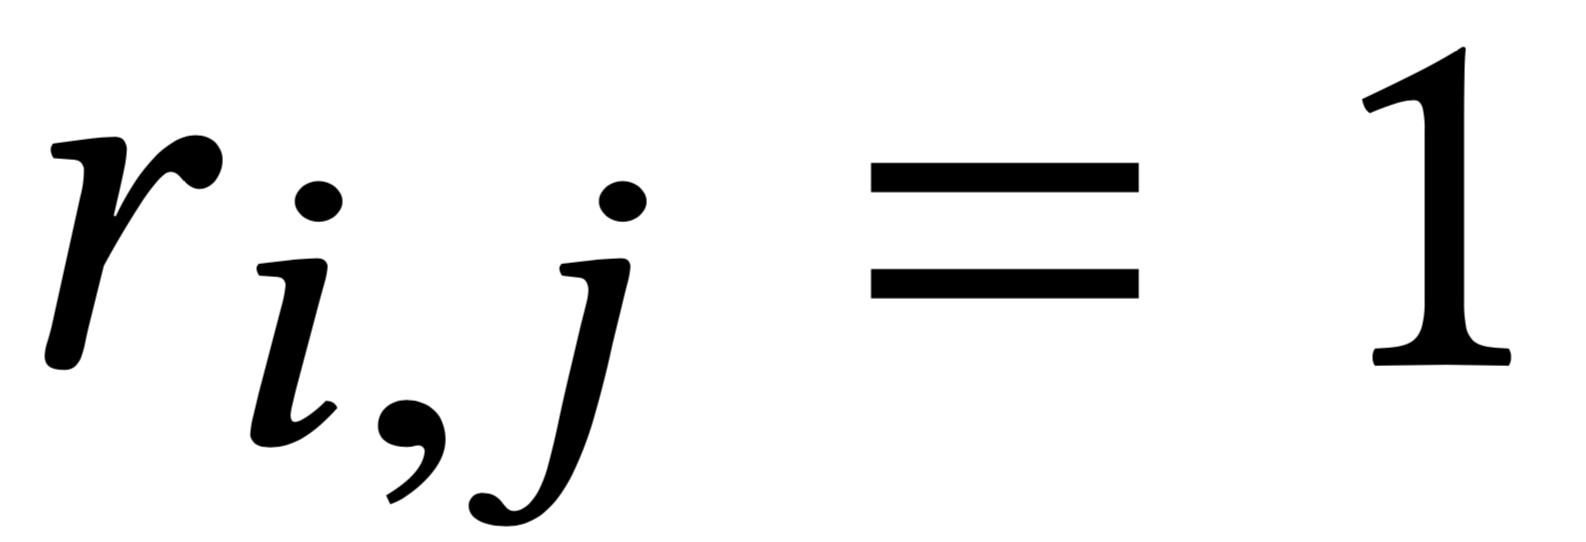 r_{i,j} = 1